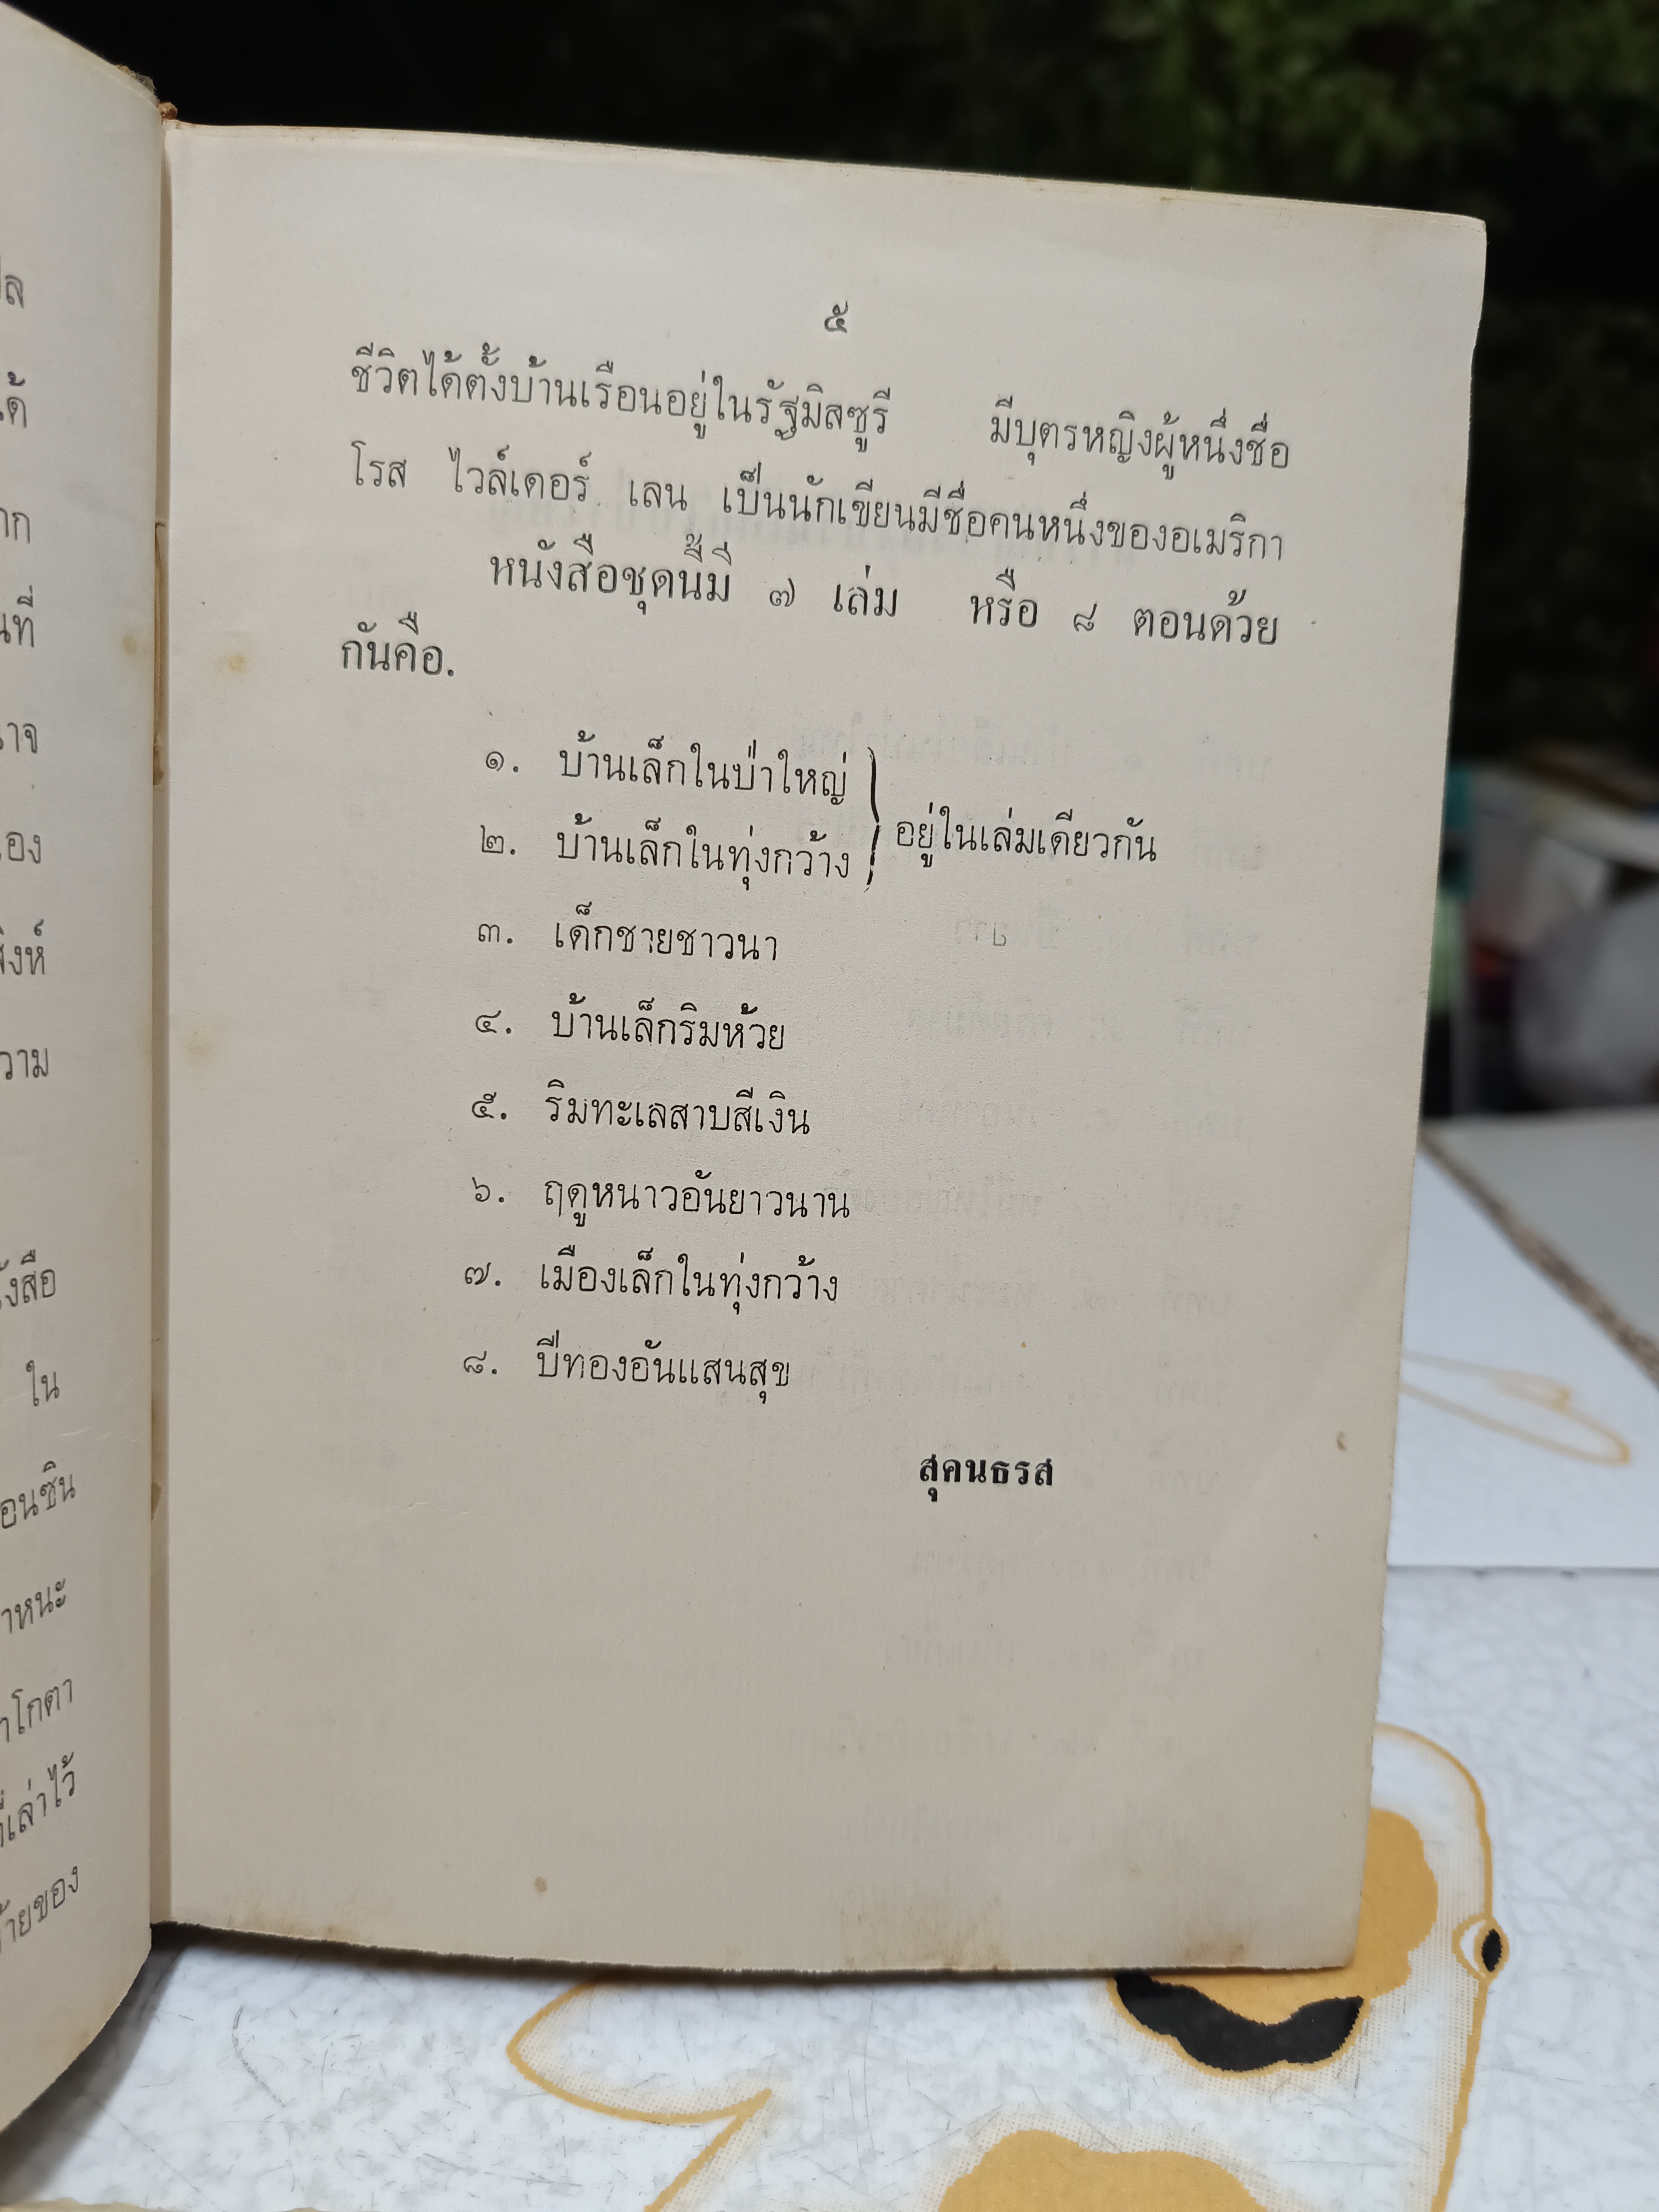 ๕
ชีวิตได้ตั้งบ้านเรือนอยู่ในรัฐมิสซูรี มีบุตรหญิงผู้หนึ่งชื่อ
โรส ไวล์เดอร์ เลน เป็นนักเขียนมีชื่อคนหนึ่งของอเมริกา
หนังสือชุดนี้มี ๗ เล่ม หรือ ๘ ตอนด้วย
กันคือ.
๑. บ้านเล็กในป่าใหญ่
๒. บ้านเล็กในทุ่งกว้าง
อยู่ในเล่มเดียวกัน
๓. เด็กชายชาวนา
๔. บ้านเล็กริมห้วย
๕. ริมทะเลสาบสีเงิน
๖. ฤดูหนาวอันยาวนาน
๗. เมืองเล็กในทุ่งกว้าง
๘. ปีทองอันแสนสุข
สุคนธรส